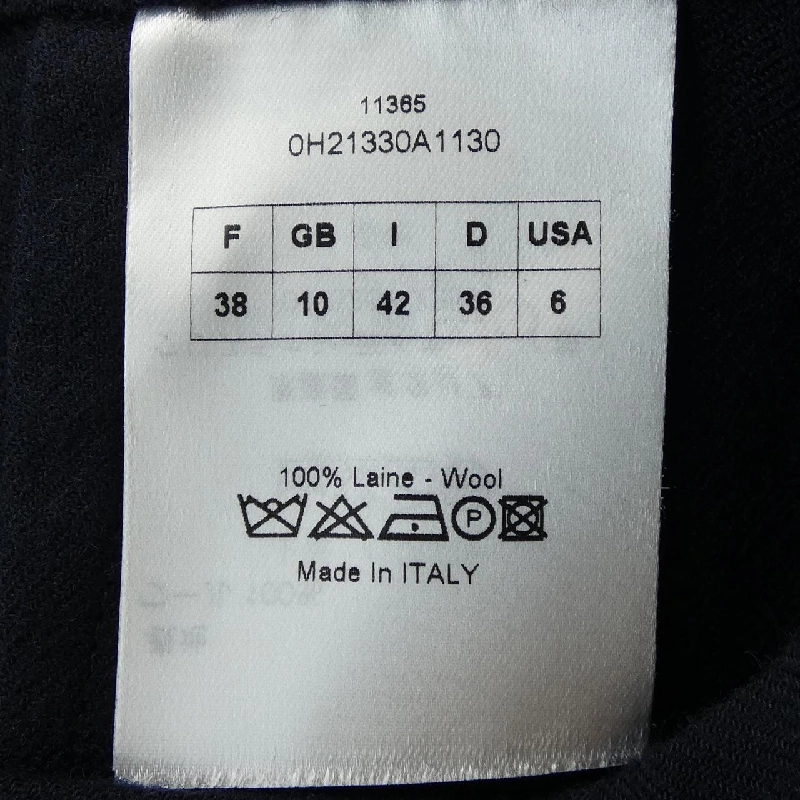 11365
0H21330A1130
F GB I D USA
38 10 42 36 6
100% Laine - Wool
P
Made In ITALY